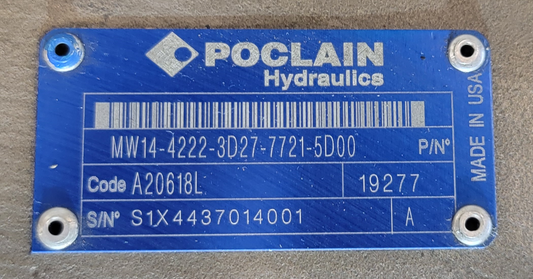 POCLAIN
Hydraulics
MW14-4222-3D27-7721-5D00 P/N°
Code A20618L 19277
S/N° S1X4437014001 A
MADE IN USA